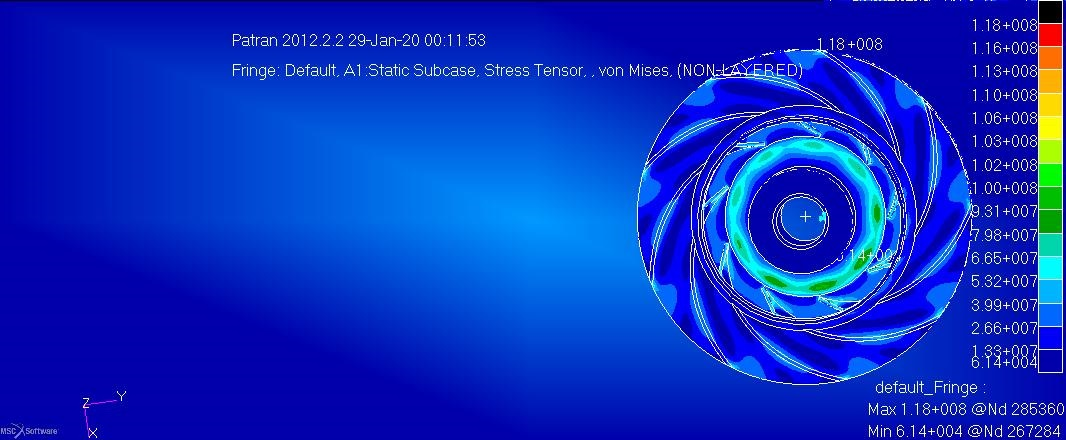 Patran 2012.2.2 29-Jan-20 00:11:53
Fringe: Default, A1:Static Subcase, Stress Tensor, , von Mises, (NON-LAYERED)
1.18+008
1.18+008
1.16+008
1.13+008
1.10+008
1.06+008
1.03+008
1.02+008
1.00+008
9.31+007
7.98+007
6.65+007
5.32+007
3.99+007
2.66+007
1.33+007
6.14+004
default_Fringe :
Max 1.18+008 @Nd 285360
Min 6.14+004 @Nd 267284
Z
Y
X
MSC Software